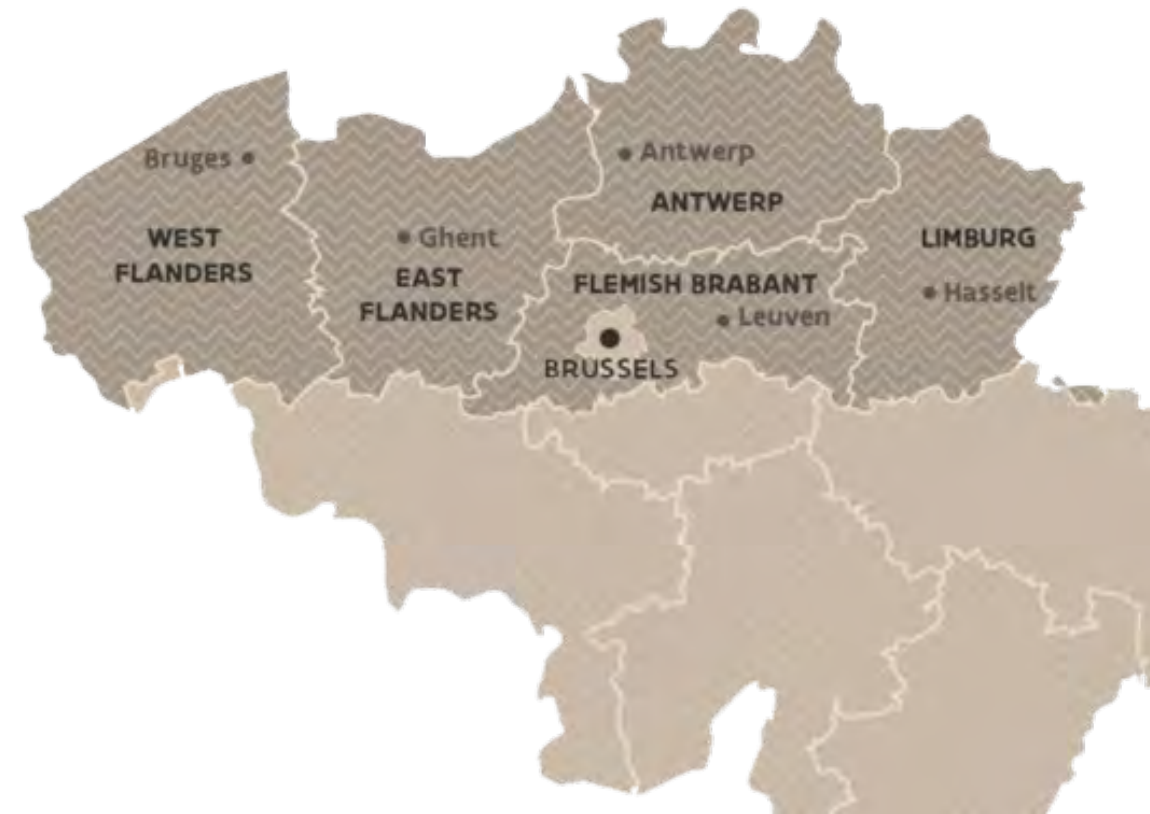 Bruges
WEST
FLANDERS
Ghent
EAST
FLANDERS
Antwerp
ANTWERP
FLEMISH BRABANT
Leuven
BRUSSELS
LIMBURG
Hasselt